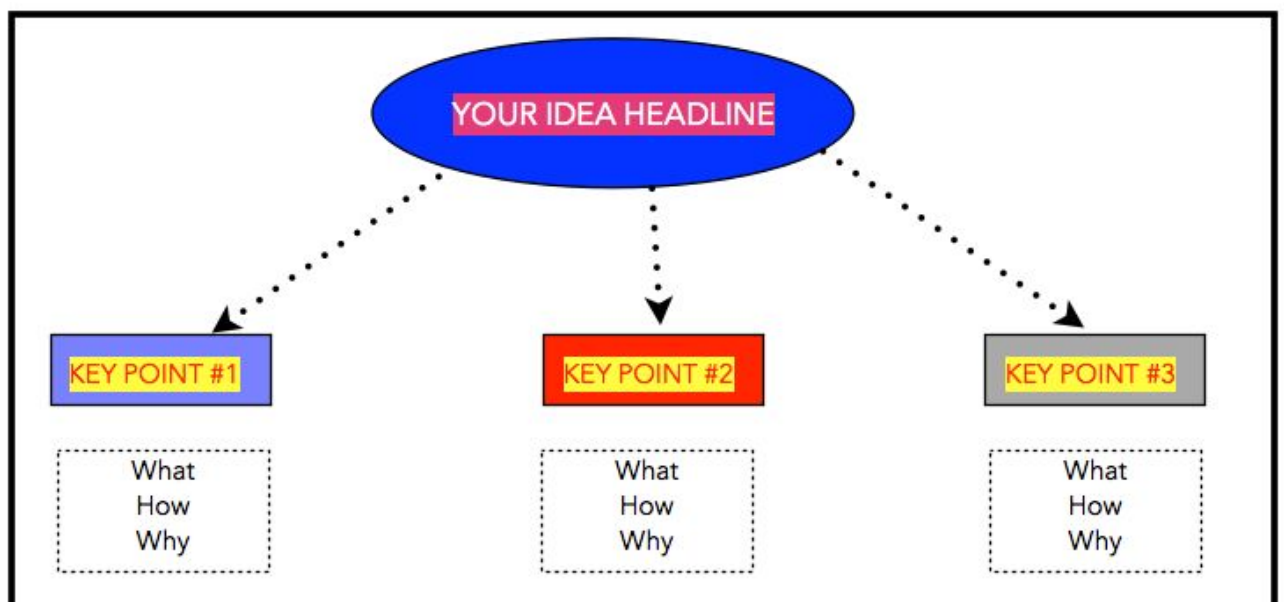 YOUR IDEA HEADLINE
KEY POINT #1
KEY POINT #2
KEY POINT #3
What
How
Why
What
How
Why
What
How
Why